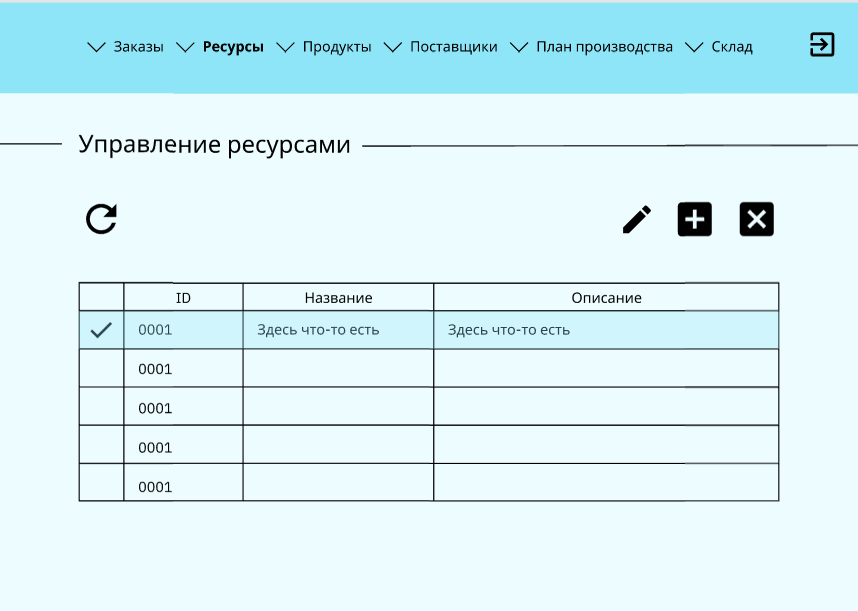 Заказы Ресурсы Продукты Поставщики План производства Склад
Управление ресурсами
ID Название Описание
0001 Здесь что-то есть Здесь что-то есть
0001
0001
0001
0001